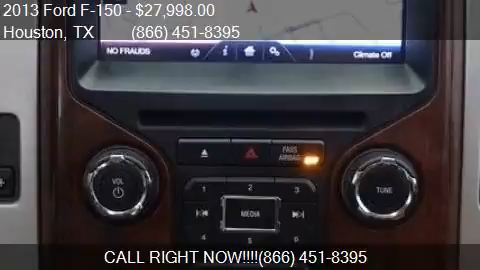 2013 Ford F-150 - $27,998.00
Houston, TX (866) 451-8395
NO FRAUDS
Climate Off
PASS
AIRBAG
VOL
TUNE
1 2 3
MEDIA
4 5 6
CALL RIGHT NOW!!!!(866) 451-8395